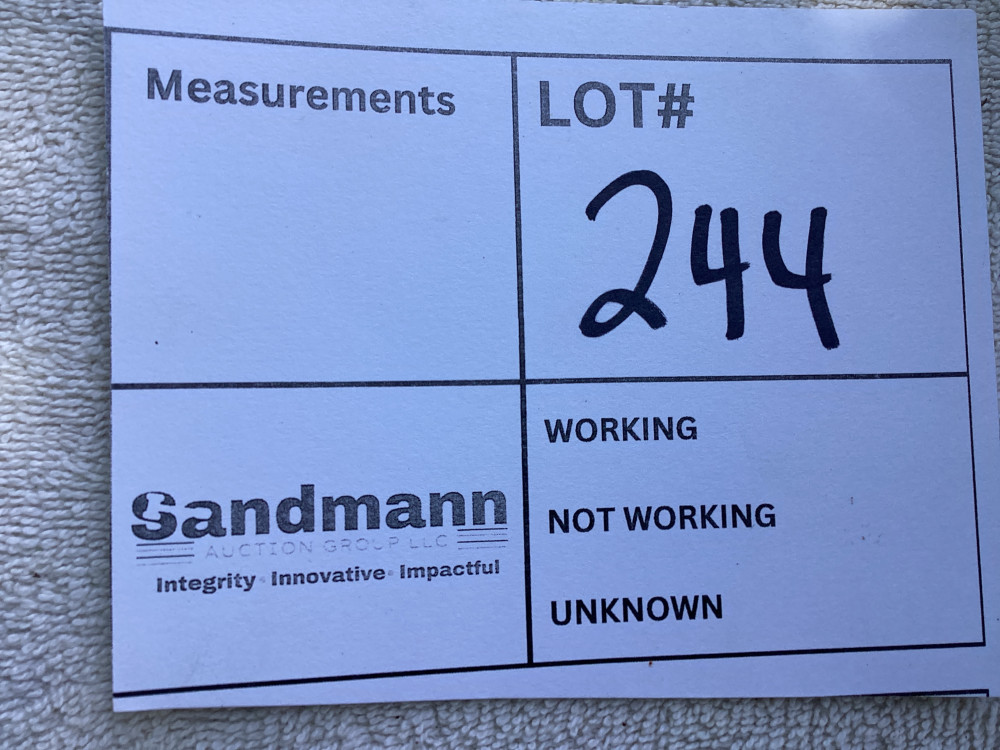 Measurements
LOT#
244
WORKING
NOT WORKING
UNKNOWN
Sandmann
AUCTION GROUP LLC
Integrity · Innovative · Impactful